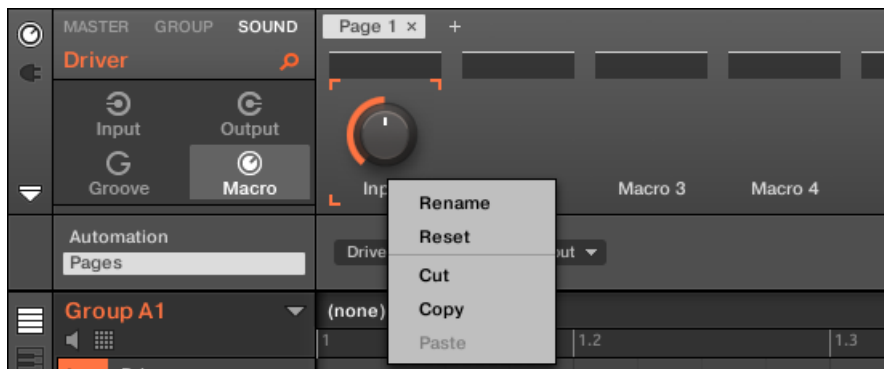 MASTER GROUP SOUND
Page 1 × +
Driver
Input Output
Groove Macro
Inp
Macro 3 Macro 4
Rename
Reset
Cut
Copy
Paste
Automation
Pages
Drive
ut
Group A1
(none)
1 1.2 1.3